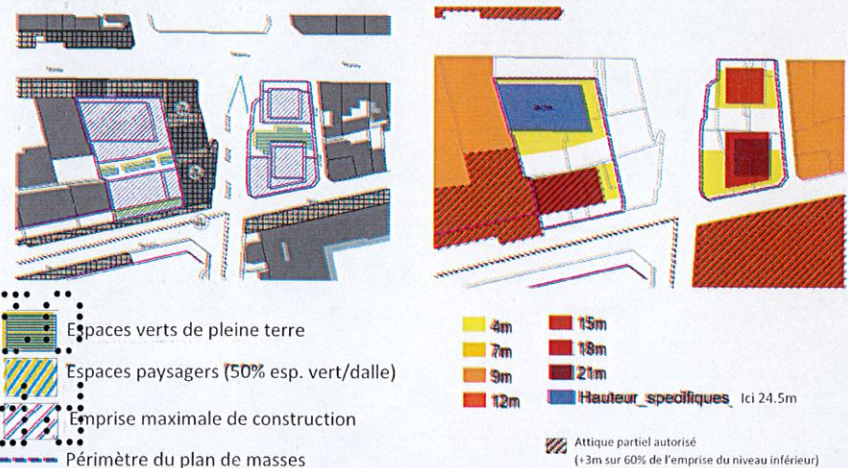 Espaces verts de pleine terre
Espaces paysagers (50% esp. vert/dalle)
Emprise maximale de construction
Périmètre du plan de masses
4m
7m
9m
12m
15m
18m
21m
Hauteur_specifiques Ici 24.5m
Attique partiel autorisé
(+3m sur 60% de l'emprise du niveau inférieur)